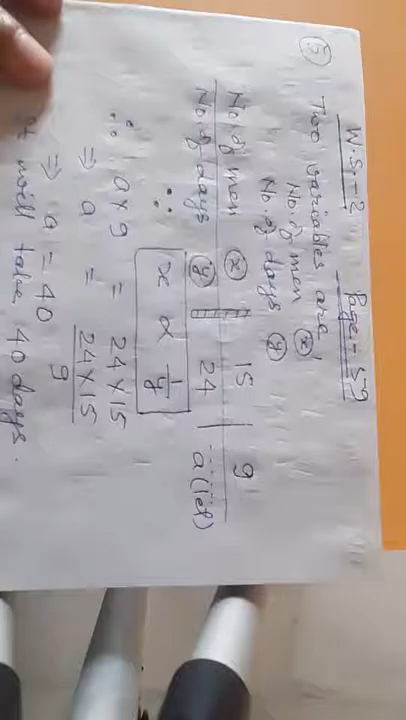 W.S.-2 Page-59
⑤ Two variables are,
No. of men ⓧ
No. of days ⓨ
No. of men ⓧ 15 9
No. of days ⓨ 24 a (let)
∴ x ∝ 1/y
∴ a×9 = 24×15
⇒ a = 24×15/9
⇒ a = 40
It will take 40 days.